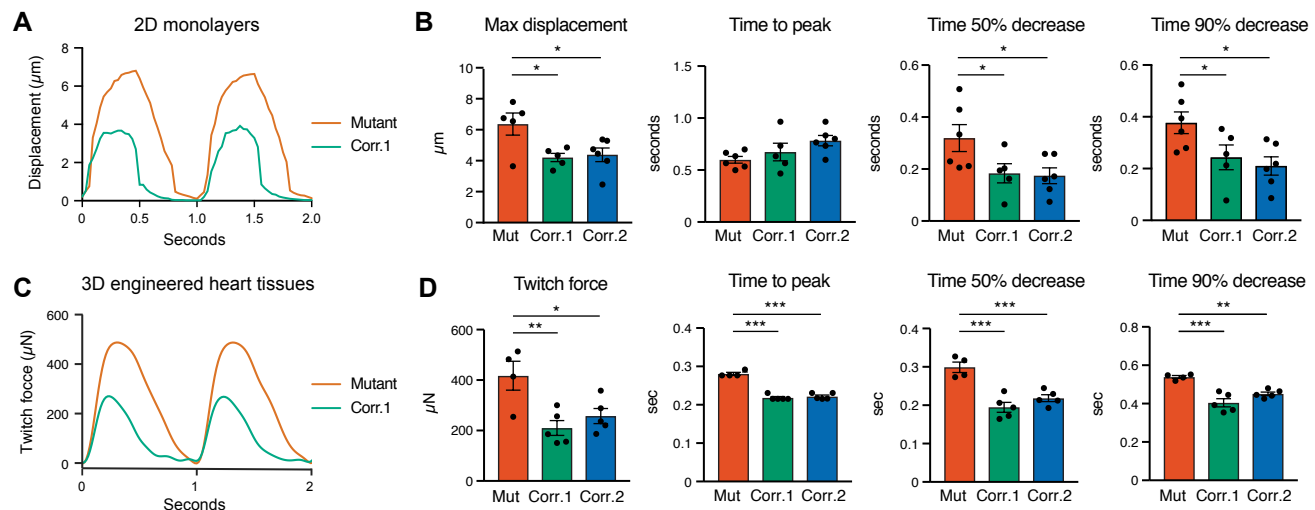 A
2D monolayers
Displacement (μm)
8
6
4
2
0
0
0.5
1.0
1.5
2.0
Seconds
Mutant
Corr.1
B
Max displacement
*
*
μm
10
8
6
4
2
0
Mut Corr.1 Corr.2
Time to peak
seconds
1.5
1.0
0.5
0
Mut Corr.1 Corr.2
Time 50% decrease
*
*
seconds
0.6
0.4
0.2
0
Mut Corr.1 Corr.2
Time 90% decrease
*
*
seconds
0.6
0.4
0.2
0
Mut Corr.1 Corr.2
C
3D engineered heart tissues
Twitch focce (μN)
600
400
200
0
0
1
2
Seconds
Mutant
Corr.1
D
Twitch force
*
**
μN
600
400
200
0
Mut Corr.1 Corr.2
Time to peak
***
***
sec
0.4
0.3
0.2
0.1
0
Mut Corr.1 Corr.2
Time 50% decrease
***
***
sec
0.4
0.3
0.2
0.1
0
Mut Corr.1 Corr.2
Time 90% decrease
**
***
sec
0.8
0.6
0.4
0.2
0
Mut Corr.1 Corr.2